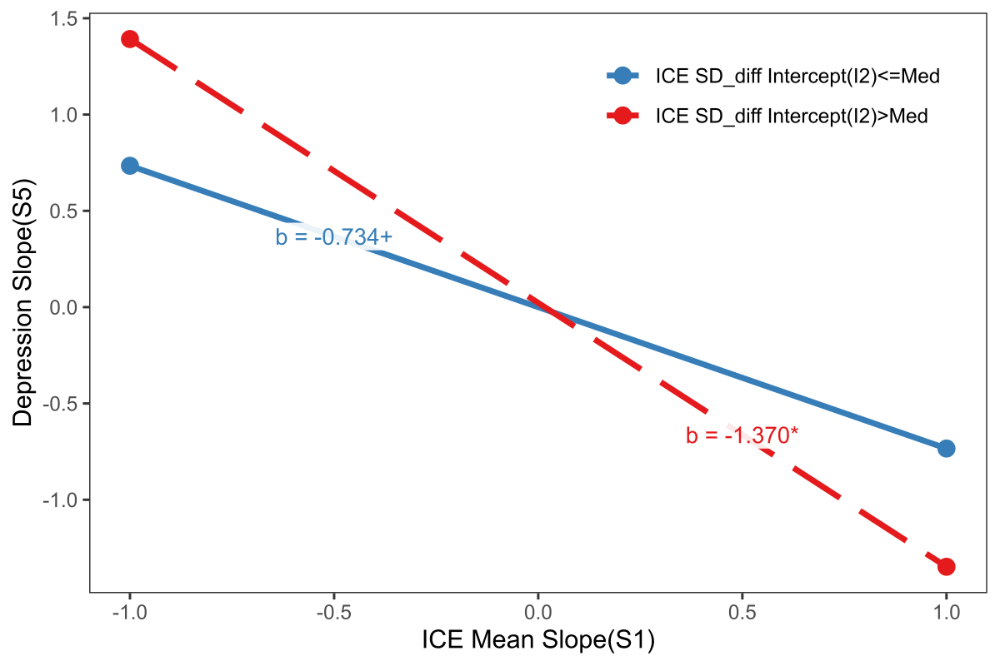 1.5
1.0
0.5
0.0
-0.5
-1.0
Depression Slope(S5)
ICE SD_diff Intercept(I2)<=Med
ICE SD_diff Intercept(I2)>Med
b = -0.734+
b = -1.370*
-1.0
-0.5
0.0
0.5
1.0
ICE Mean Slope(S1)